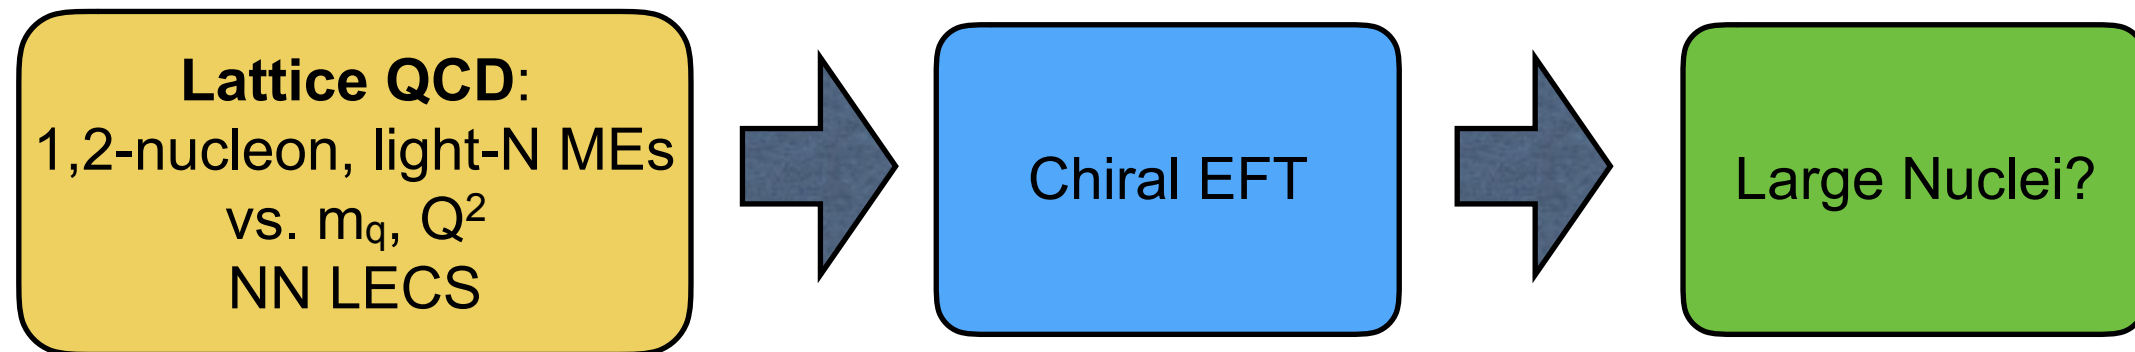 Lattice QCD:
1,2-nucleon, light-N MEs
vs. mq, Q²
NN LECS
Chiral EFT
Large Nuclei?